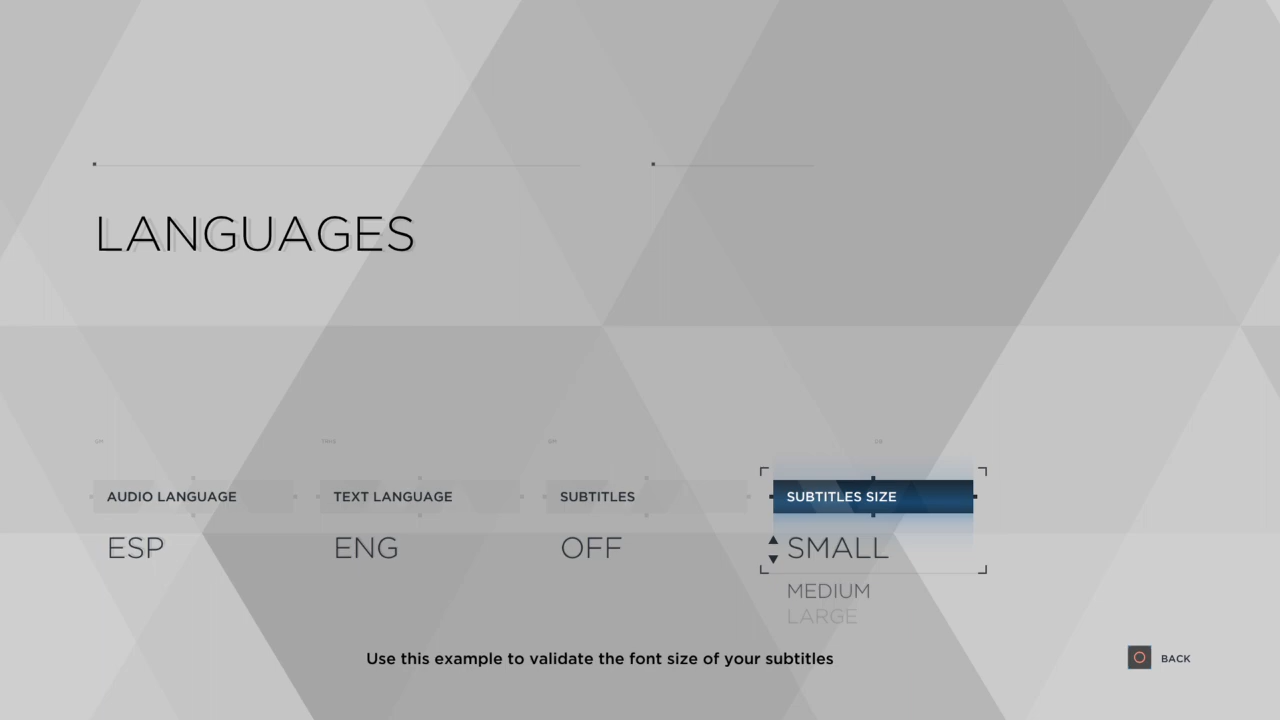 LANGUAGES
AUDIO LANGUAGE
ESP
TEXT LANGUAGE
ENG
SUBTITLES
OFF
SUBTITLES SIZE
SMALL
MEDIUM
LARGE
Use this example to validate the font size of your subtitles
BACK